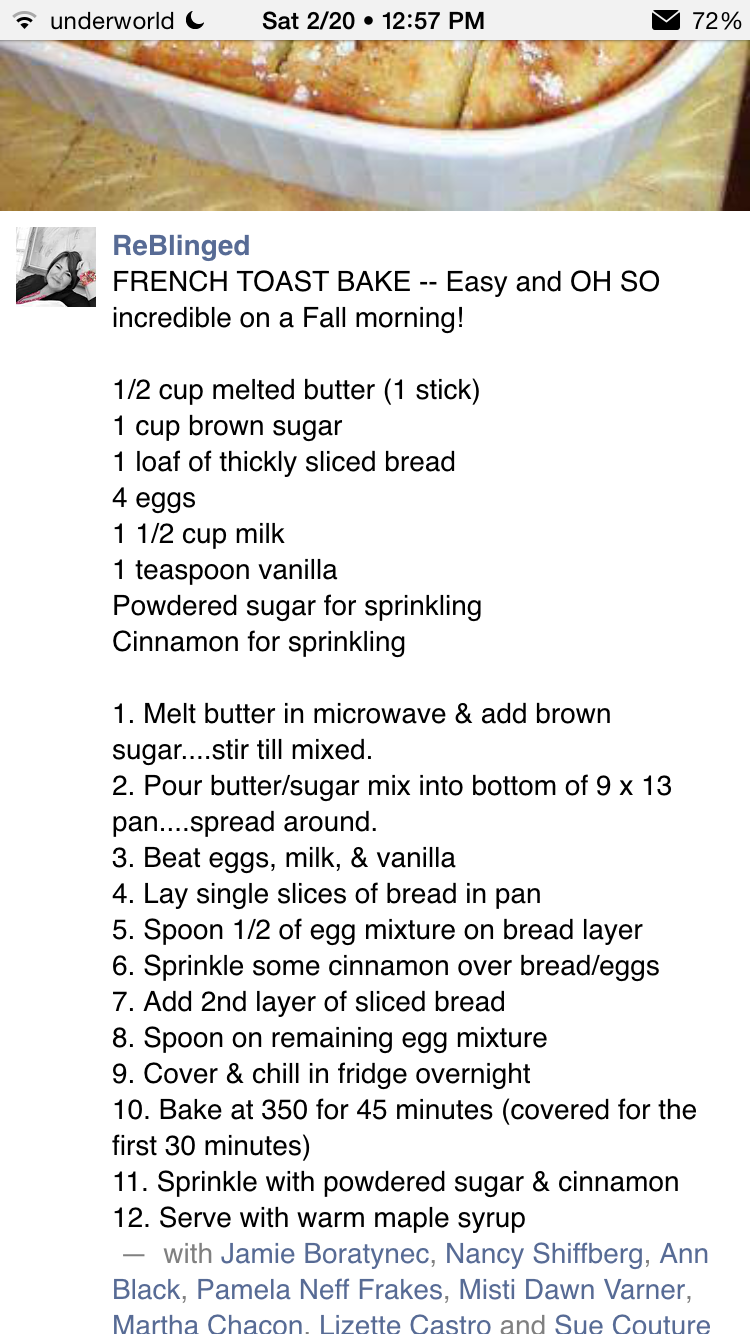 underworld Sat 2/20 • 12:57 PM 72%
ReBlinged
FRENCH TOAST BAKE -- Easy and OH SO
incredible on a Fall morning!
1/2 cup melted butter (1 stick)
1 cup brown sugar
1 loaf of thickly sliced bread
4 eggs
1 1/2 cup milk
1 teaspoon vanilla
Powdered sugar for sprinkling
Cinnamon for sprinkling
1. Melt butter in microwave & add brown
sugar....stir till mixed.
2. Pour butter/sugar mix into bottom of 9 x 13
pan....spread around.
3. Beat eggs, milk, & vanilla
4. Lay single slices of bread in pan
5. Spoon 1/2 of egg mixture on bread layer
6. Sprinkle some cinnamon over bread/eggs
7. Add 2nd layer of sliced bread
8. Spoon on remaining egg mixture
9. Cover & chill in fridge overnight
10. Bake at 350 for 45 minutes (covered for the
first 30 minutes)
11. Sprinkle with powdered sugar & cinnamon
12. Serve with warm maple syrup
— with Jamie Boratynec, Nancy Shiffberg, Ann
Black, Pamela Neff Frakes, Misti Dawn Varner,
Martha Chacon, Lizette Castro and Sue Couture